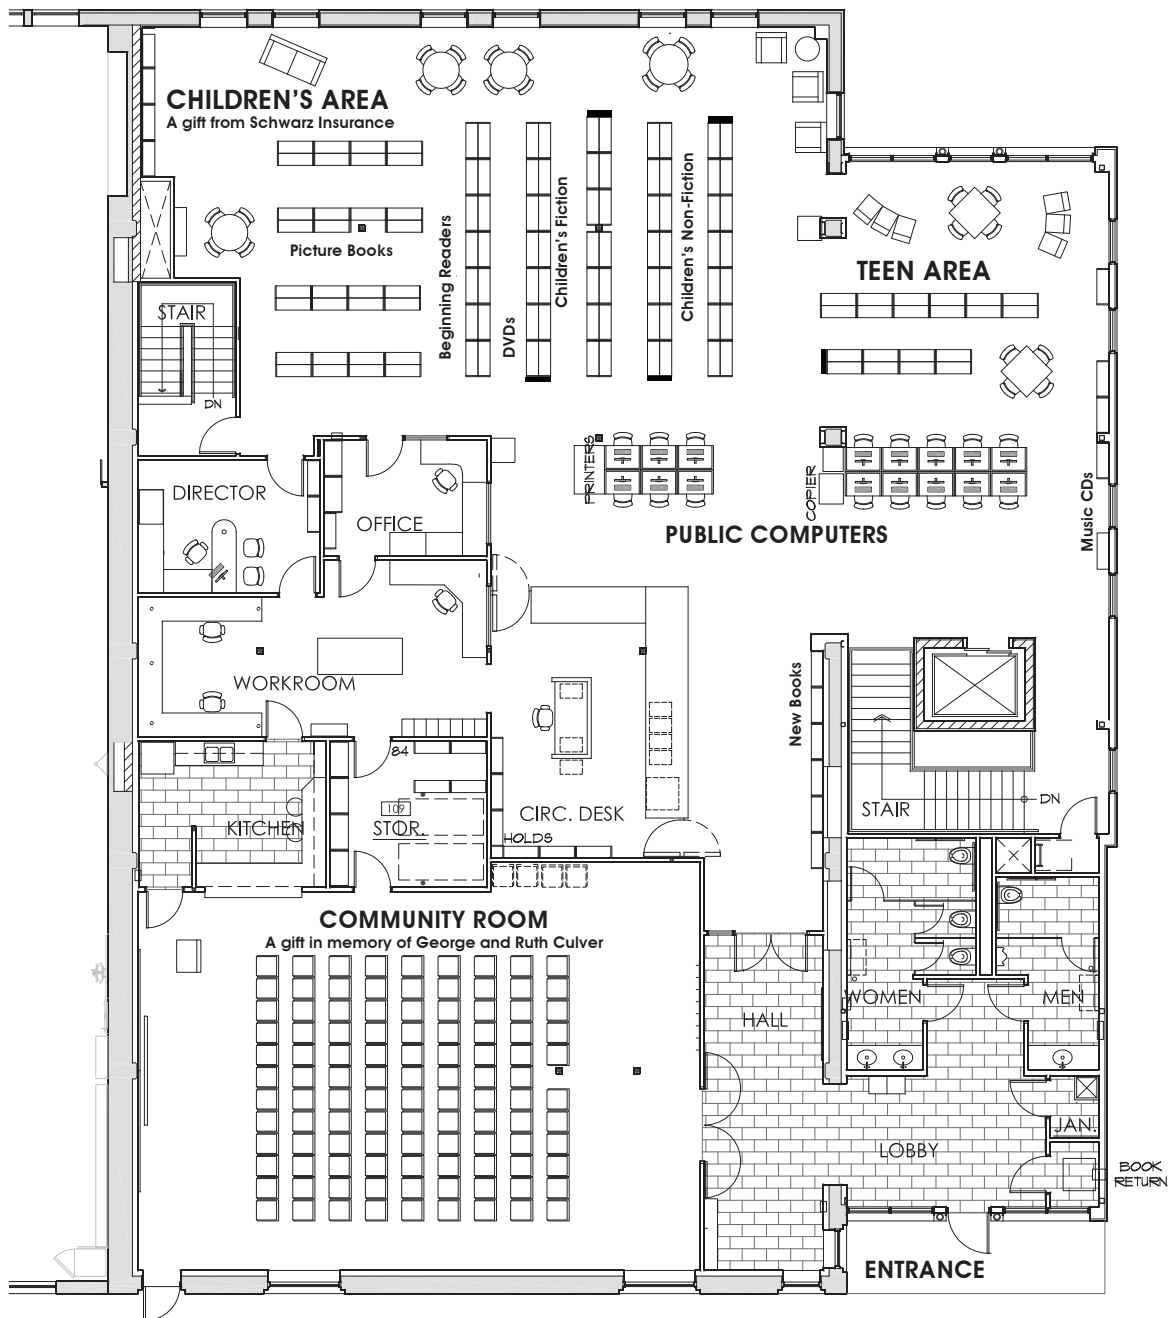 CHILDREN'S AREA
A gift from Schwarz Insurance
Picture Books
Beginning Readers
DVDs
Children's Fiction
Children's Non-Fiction
TEEN AREA
STAIR
DN
DIRECTOR
OFFICE
PRINTERS
COPIER
PUBLIC COMPUTERS
Music CDs
WORKROOM
New Books
84
109
KITCHEN
STOR.
CIRC. DESK
HOLDS
STAIR
DN
COMMUNITY ROOM
A gift in memory of George and Ruth Culver
HALL
WOMEN
MEN
JAN.
LOBBY
BOOK
RETURN
ENTRANCE